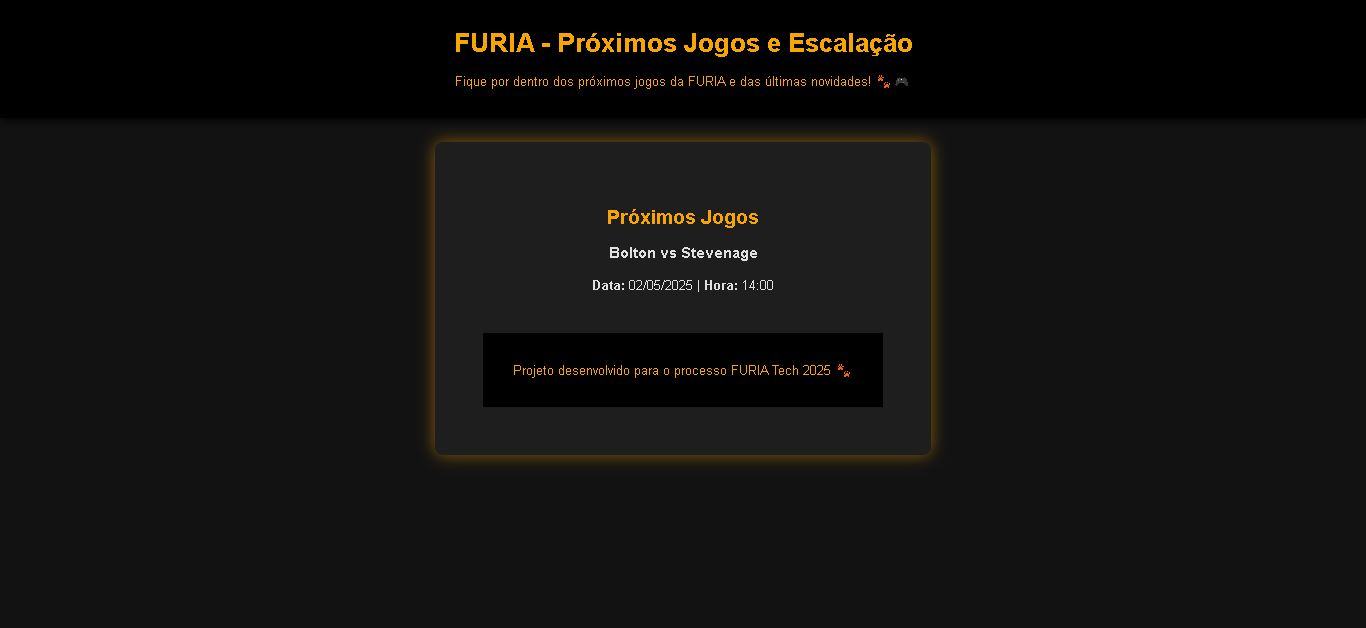 FURIA - Próximos Jogos e Escalação
Fique por dentro dos próximos jogos da FURIA e das últimas novidades! 🐾 🎮
Próximos Jogos
Bolton vs Stevenage
Data: 02/05/2025 | Hora: 14:00
Projeto desenvolvido para o processo FURIA Tech 2025 🐾